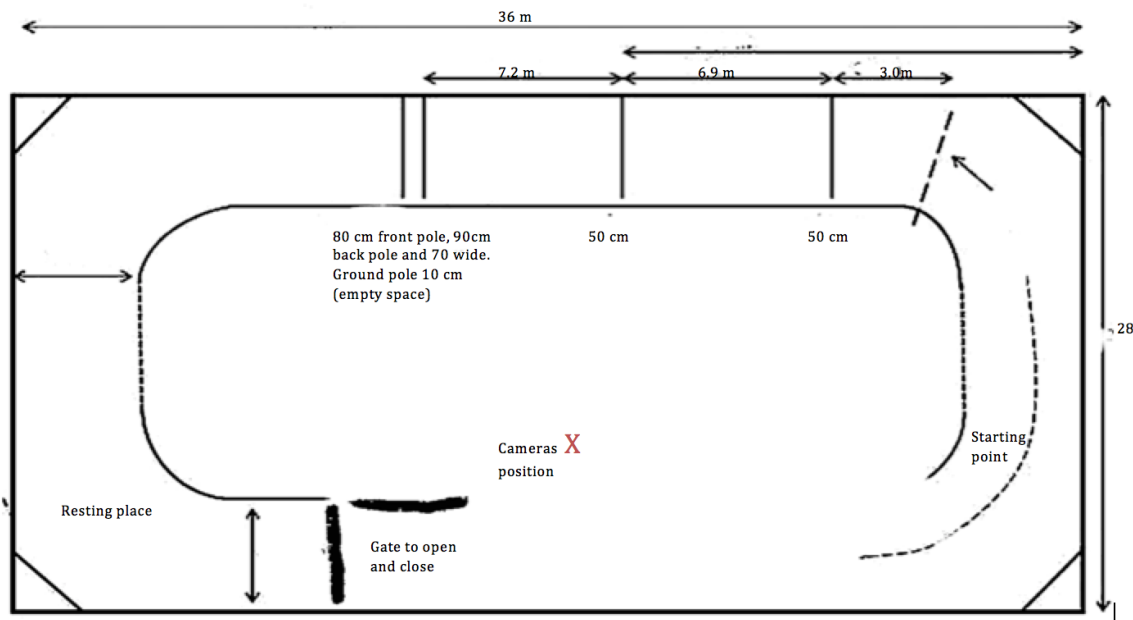 36 m
7.2 m
6.9 m
3.0m
80 cm front pole, 90cm
back pole and 70 wide.
Ground pole 10 cm
(empty space)
50 cm
50 cm
28
Cameras X
position
Starting
point
Resting place
Gate to open
and close